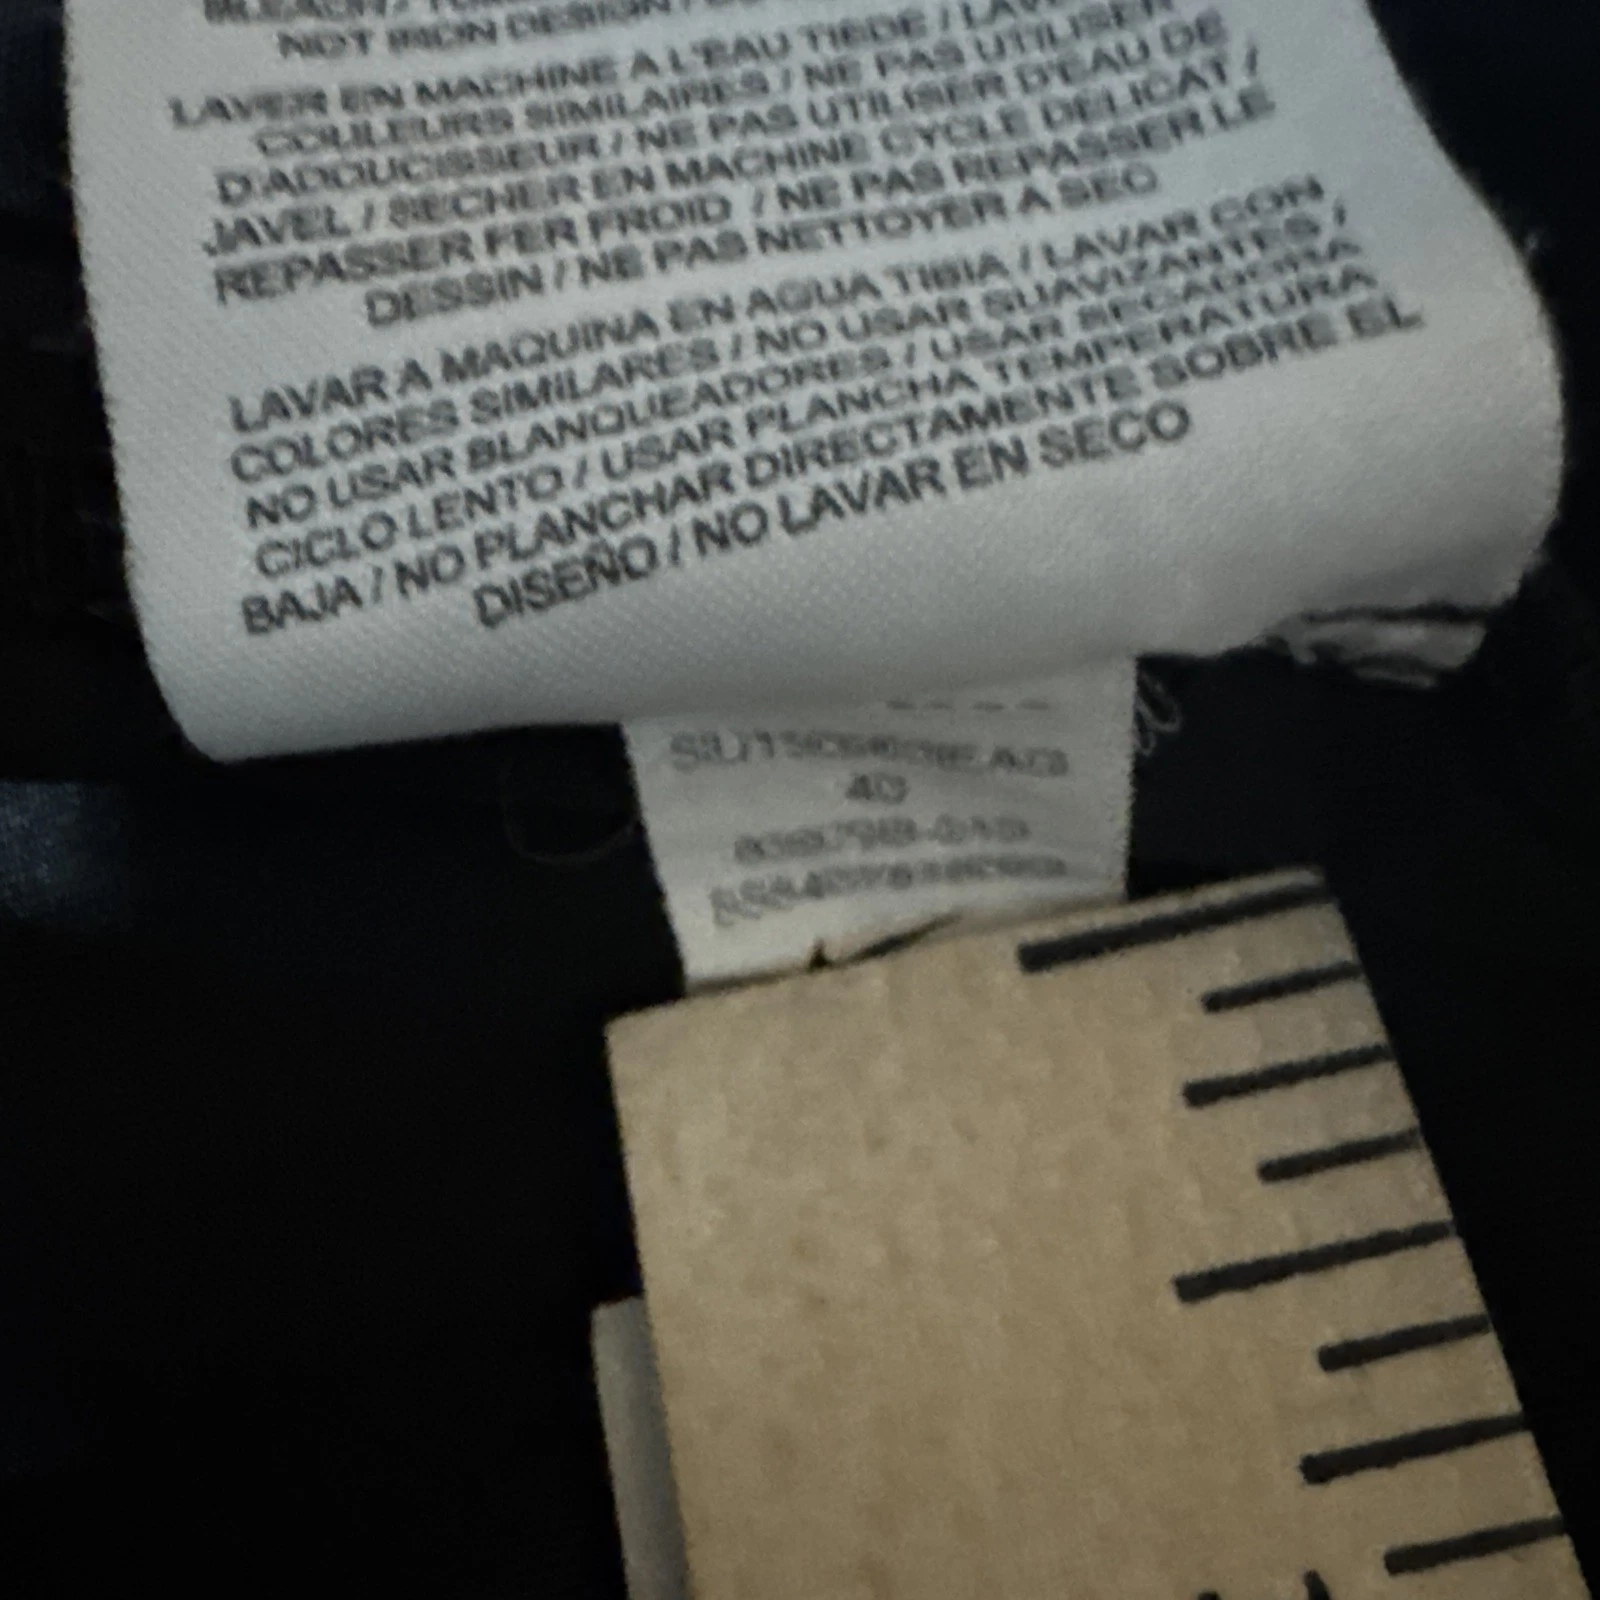 NOT IRON DESIGN /
LAVER EN MACHINE A L'EAU TIEDE /
COULEURS SIMILAIRES / NE PAS UTILISER
D'ADOUCISSEUR / NE PAS UTILISER D'EAU DE
JAVEL / SECHER EN MACHINE CYCLE DELICAT /
REPASSER FER FROID / NE PAS REPASSER LE
DESSIN / NE PAS NETTOYER A SEC
LAVAR A MAQUINA EN AGUA TIBIA / LAVAR CON
COLORES SIMILARES / NO USAR SUAVIZANTES /
NO USAR BLANQUEADORES / USAR SECADORA
CICLO LENTO / USAR PLANCHA TEMPERATURA
BAJA / NO PLANCHAR DIRECTAMENTE SOBRE EL
DISEÑO / NO LAVAR EN SECO